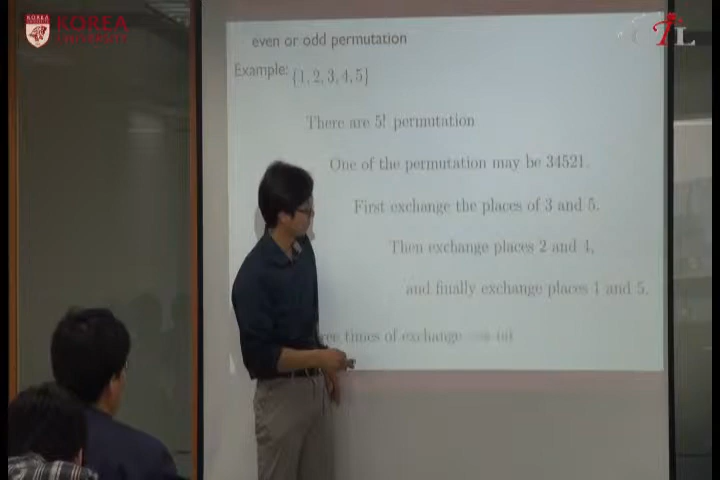 KOREA
KOREA
UNIVERSITY
TL
even or odd permutation
Example: {1, 2, 3, 4, 5}
There are 5! permutation
One of the permutation may be 34521.
First exchange the places of 3 and 5.
Then exchange places 2 and 4,
and finally exchange places 1 and 5.
times of exchange